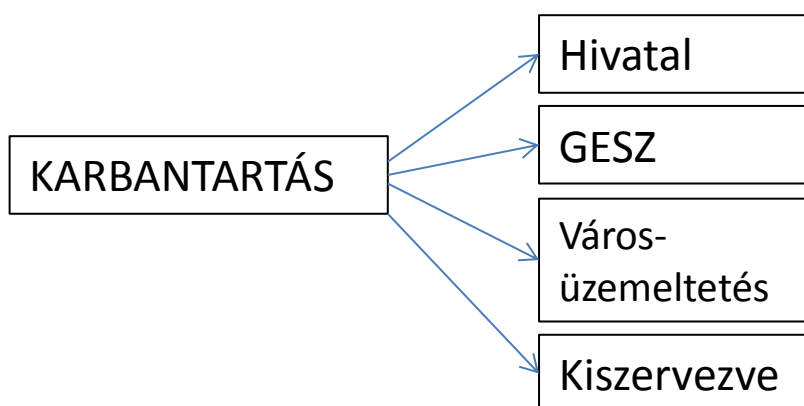 Hivatal
KARBANTARTÁS
GESZ
Város-
üzemeltetés
Kiszervezve